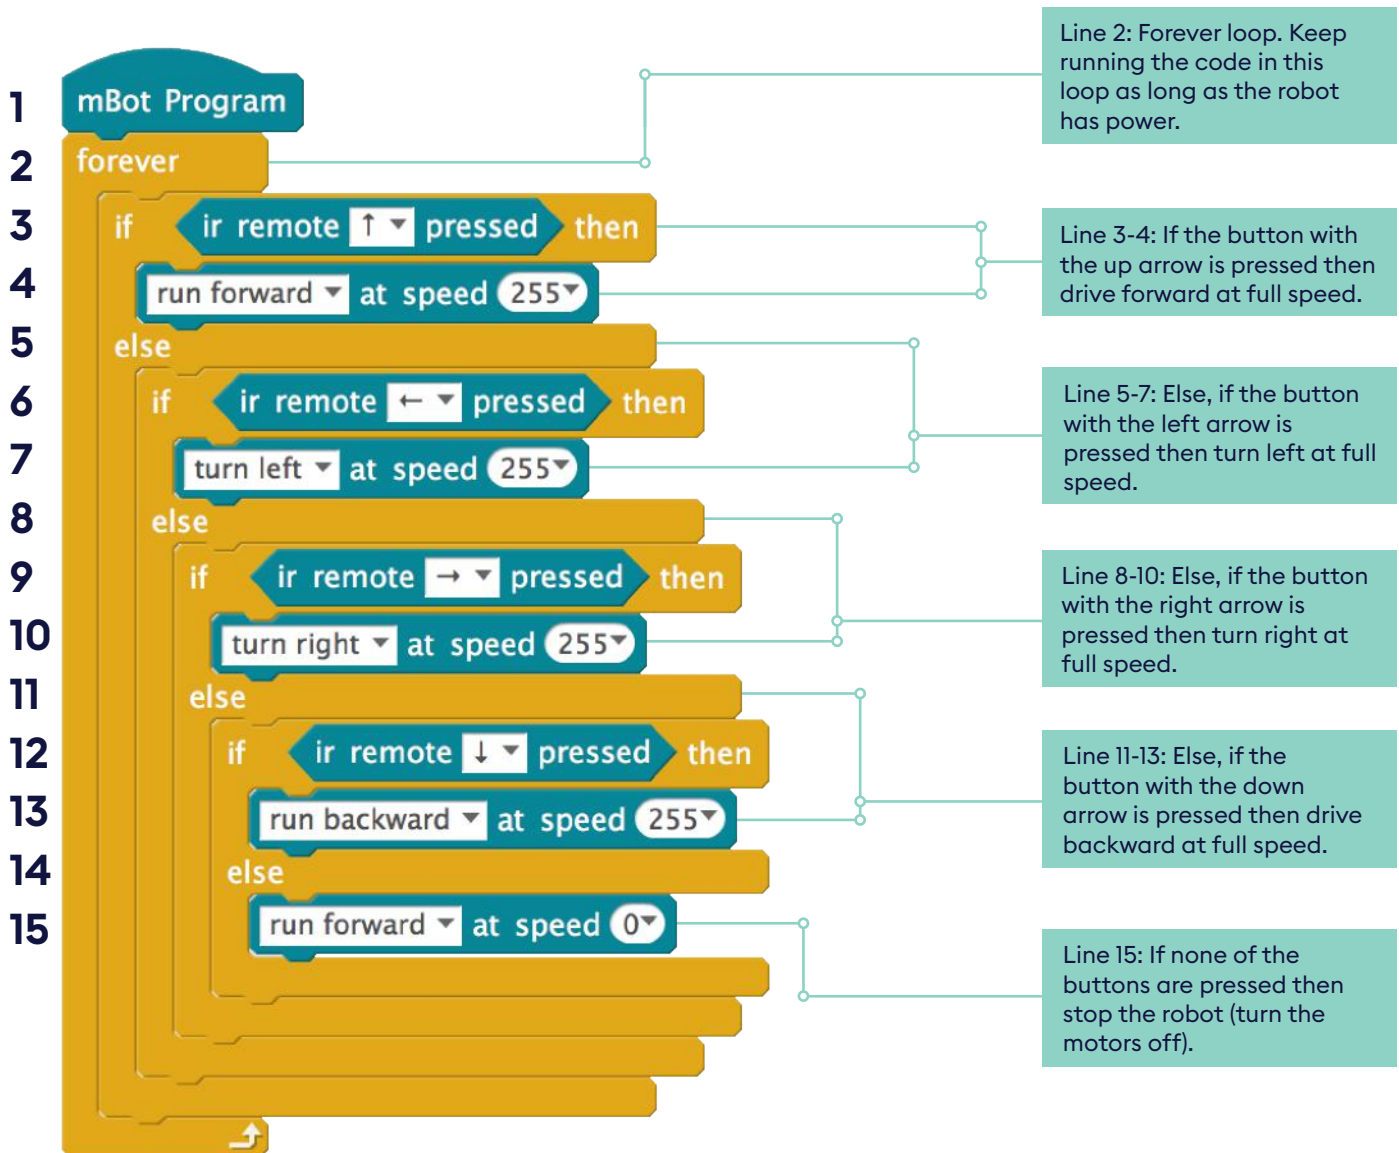 1 mBot Program
2 forever
3 if ir remote ↑ pressed then
4 run forward at speed 255
5 else
6 if ir remote ← pressed then
7 turn left at speed 255
8 else
9 if ir remote → pressed then
10 turn right at speed 255
11 else
12 if ir remote ↓ pressed then
13 run backward at speed 255
14 else
15 run forward at speed 0
Line 2: Forever loop. Keep
running the code in this
loop as long as the robot
has power.
Line 3-4: If the button with
the up arrow is pressed then
drive forward at full speed.
Line 5-7: Else, if the button
with the left arrow is
pressed then turn left at full
speed.
Line 8-10: Else, if the button
with the right arrow is
pressed then turn right at
full speed.
Line 11-13: Else, if the
button with the down
arrow is pressed then drive
backward at full speed.
Line 15: If none of the
buttons are pressed then
stop the robot (turn the
motors off).